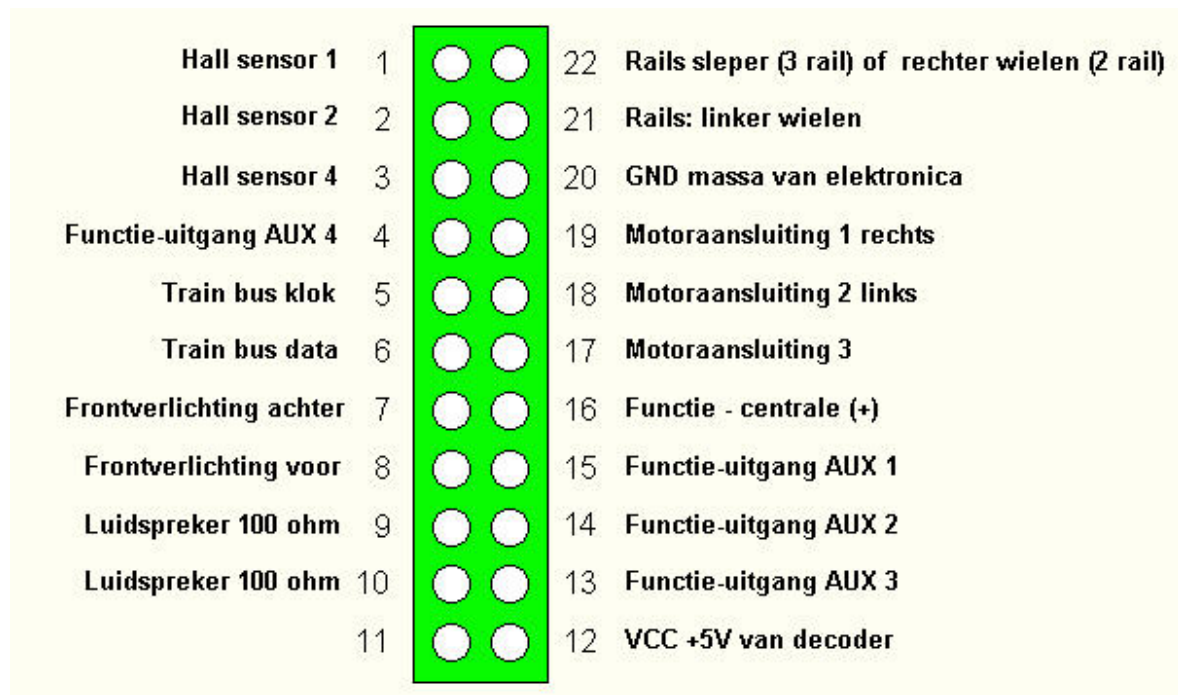 Hall sensor 1 1 22 Rails sleper (3 rail) of rechter wielen (2 rail)
Hall sensor 2 2 21 Rails: linker wielen
Hall sensor 4 3 20 GND massa van elektronica
Functie-uitgang AUX 4 4 19 Motoraansluiting 1 rechts
Train bus klok 5 18 Motoraansluiting 2 links
Train bus data 6 17 Motoraansluiting 3
Frontverlichting achter 7 16 Functie - centrale (+)
Frontverlichting voor 8 15 Functie-uitgang AUX 1
Luidspreker 100 ohm 9 14 Functie-uitgang AUX 2
Luidspreker 100 ohm 10 13 Functie-uitgang AUX 3
11 12 VCC +5V van decoder